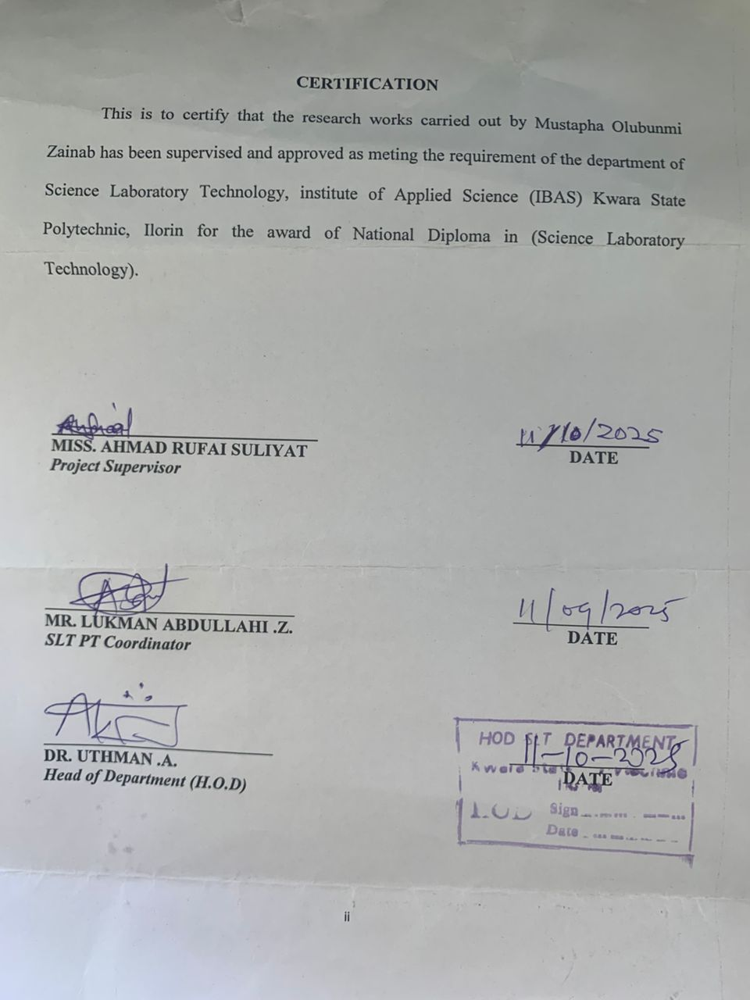 CERTIFICATION
This is to certify that the research works carried out by Mustapha Olubunmi
Zainab has been supervised and approved as meting the requirement of the department of
Science Laboratory Technology, institute of Applied Science (IBAS) Kwara State
Polytechnic, Ilorin for the award of National Diploma in (Science Laboratory
Technology).
MISS. AHMAD RUFAI SULIYAT
Project Supervisor
11/10/2025
DATE
MR. LUKMAN ABDULLAHI .Z.
SLT PT Coordinator
11/09/2025
DATE
DR. UTHMAN .A.
Head of Department (H.O.D)
HOD SLT DEPARTMENT
11-10-2025
Kwara
DATE
Sign
Date
ii